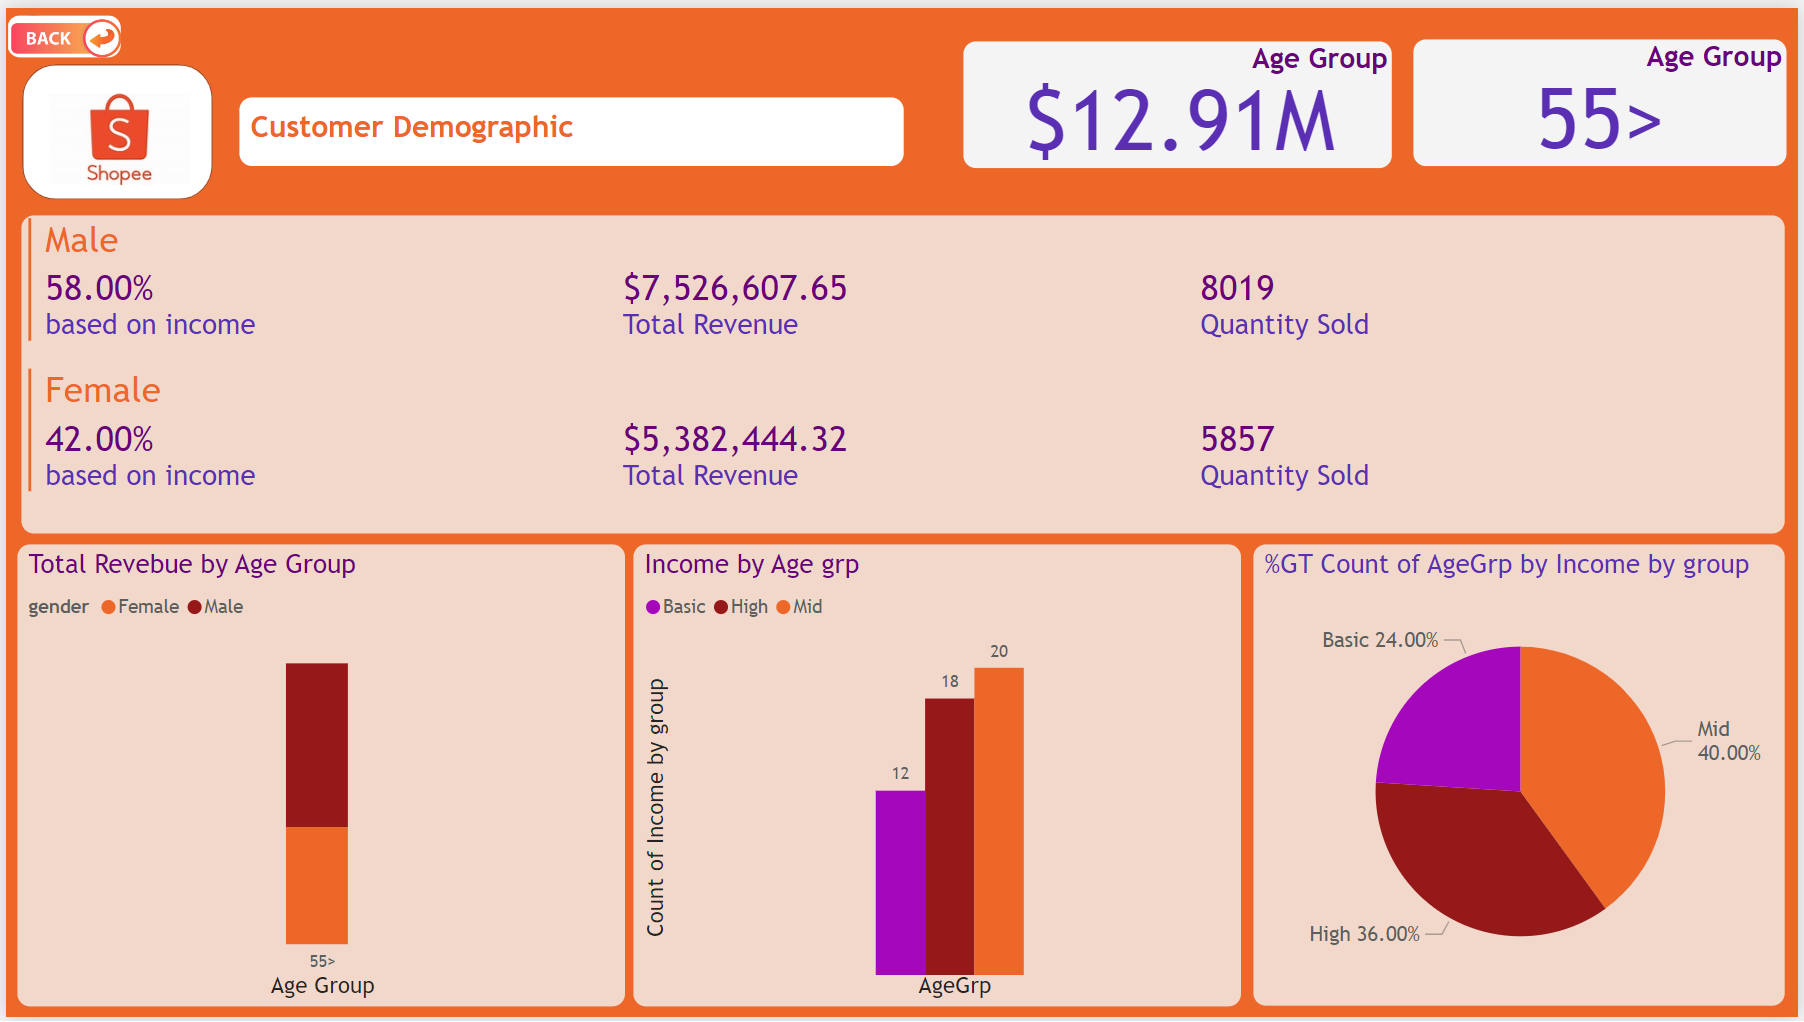 BACK
S
Shopee
Customer Demographic
Age Group
$12.91M
Age Group
55>
Male
58.00%
based on income
$7,526,607.65
Total Revenue
8019
Quantity Sold
Female
42.00%
based on income
$5,382,444.32
Total Revenue
5857
Quantity Sold
Total Revebue by Age Group
gender Female Male
55>
Age Group
Income by Age grp
Basic High Mid
Count of Income by group
12
18
20
AgeGrp
%GT Count of AgeGrp by Income by group
Basic 24.00%
Mid
40.00%
High 36.00%